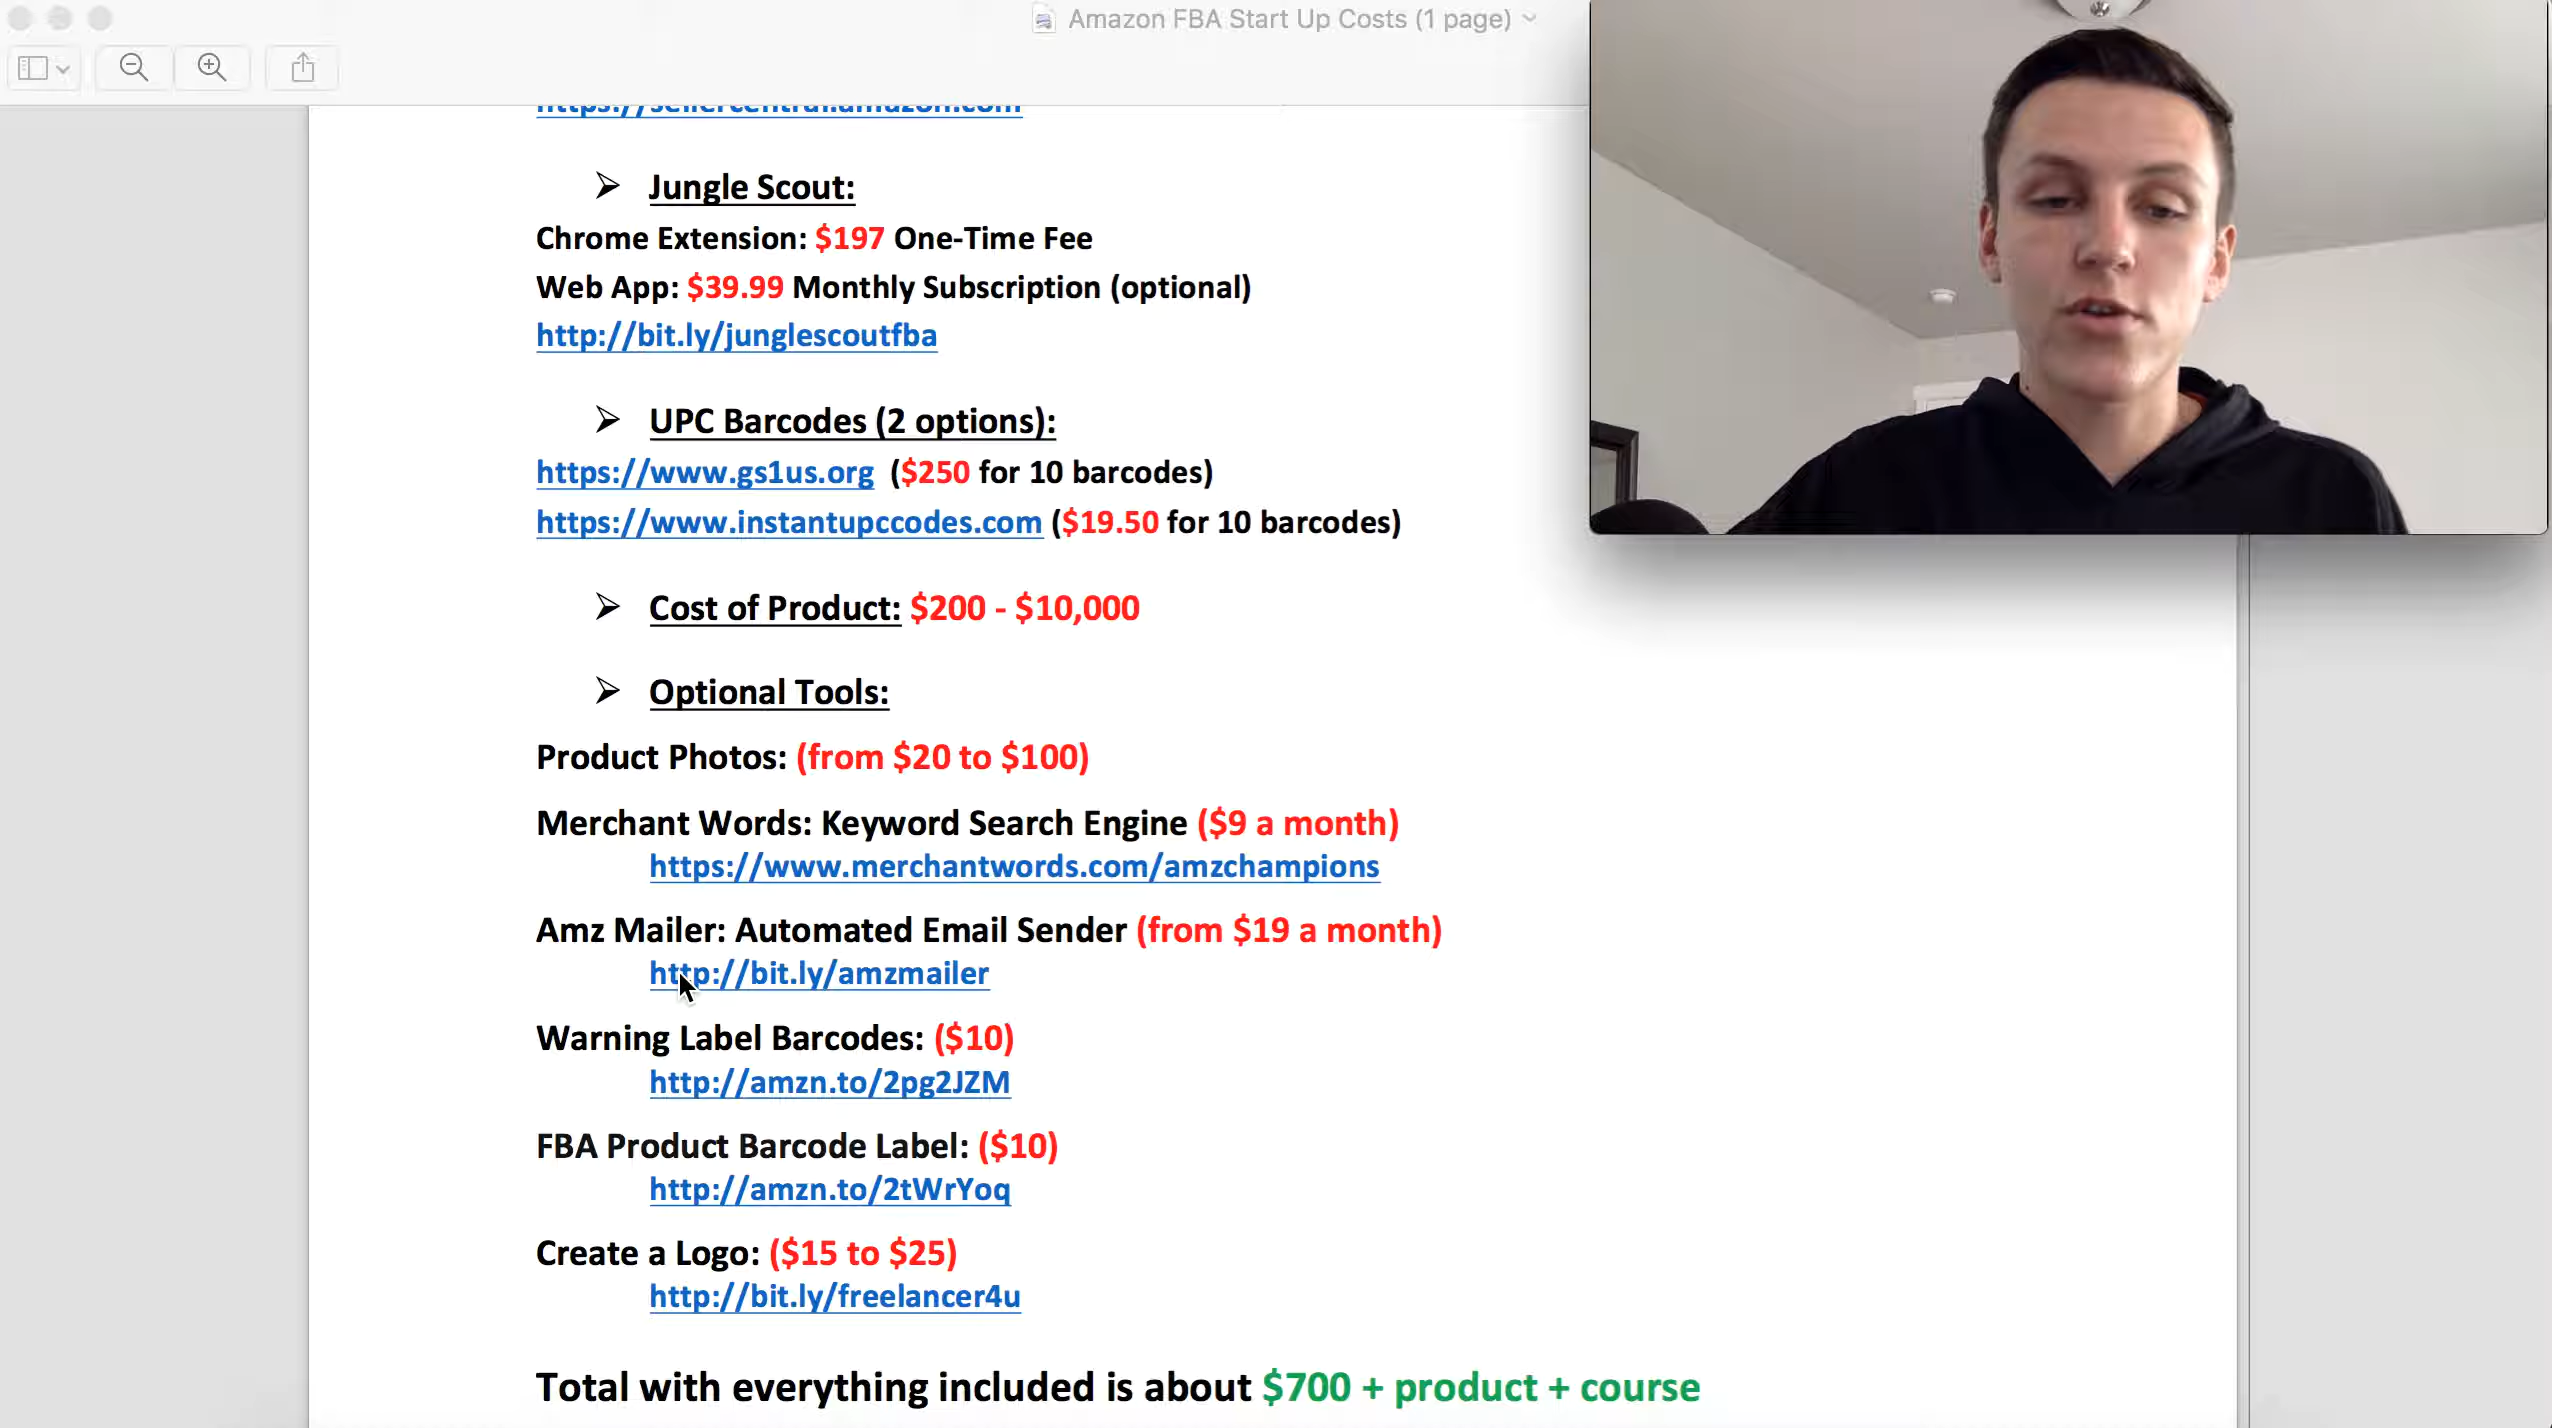 Amazon FBA Start Up Costs (1 page)
https://sellercentral.amazon.com
Jungle Scout:
Chrome Extension: $197 One-Time Fee
Web App: $39.99 Monthly Subscription (optional)
http://bit.ly/junglescoutfba
UPC Barcodes (2 options):
https://www.gs1us.org ($250 for 10 barcodes)
https://www.instantupccodes.com ($19.50 for 10 barcodes)
Cost of Product: $200 - $10,000
Optional Tools:
Product Photos: (from $20 to $100)
Merchant Words: Keyword Search Engine ($9 a month)
https://www.merchantwords.com/amzchampions
Amz Mailer: Automated Email Sender (from $19 a month)
http://bit.ly/amzmailer
Warning Label Barcodes: ($10)
http://amzn.to/2pg2JZM
FBA Product Barcode Label: ($10)
http://amzn.to/2tWrYoq
Create a Logo: ($15 to $25)
http://bit.ly/freelancer4u
Total with everything included is about $700 + product + course